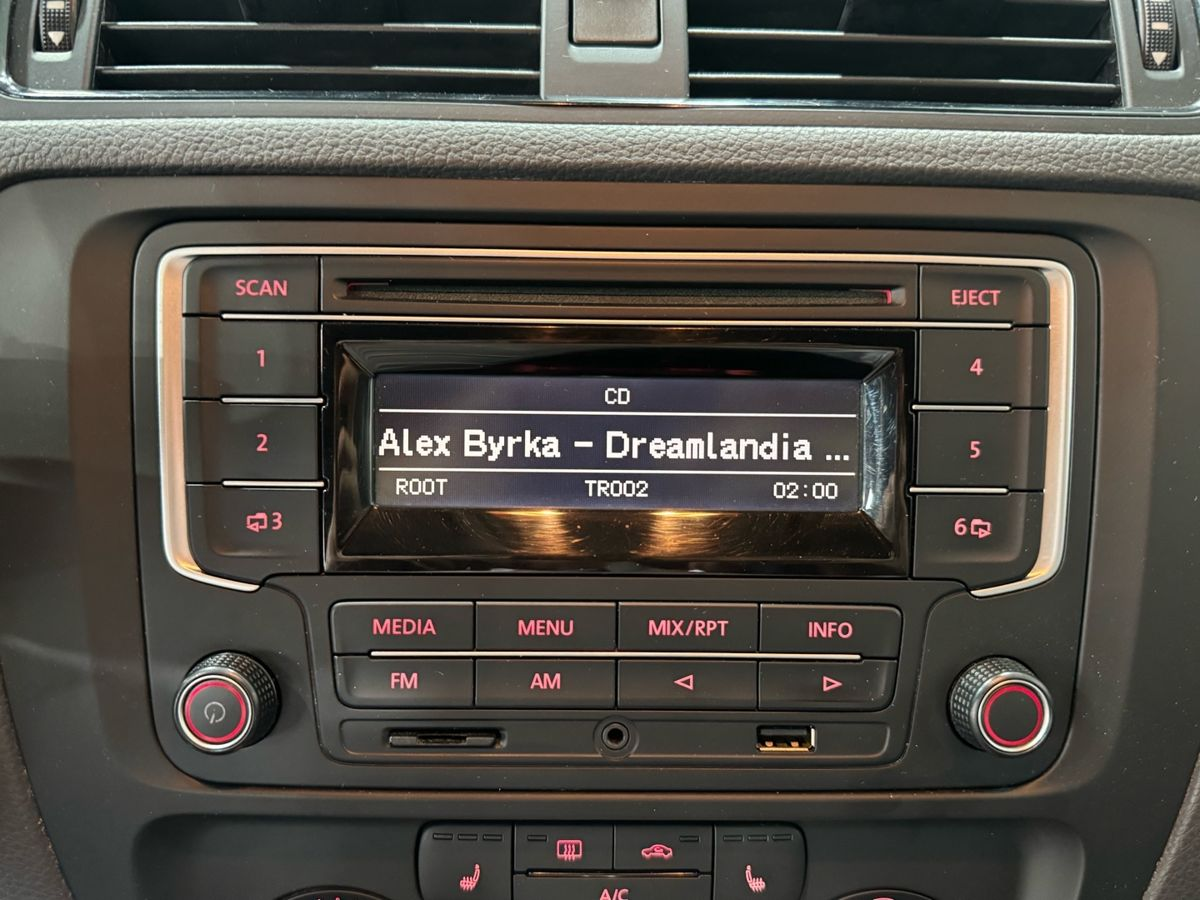 SCAN
EJECT
1
4
CD
Alex Byrka - Dreamlandia ...
2
5
ROOT TR002 02:00
3
6
MEDIA MENU MIX/RPT INFO
FM AM
A/C